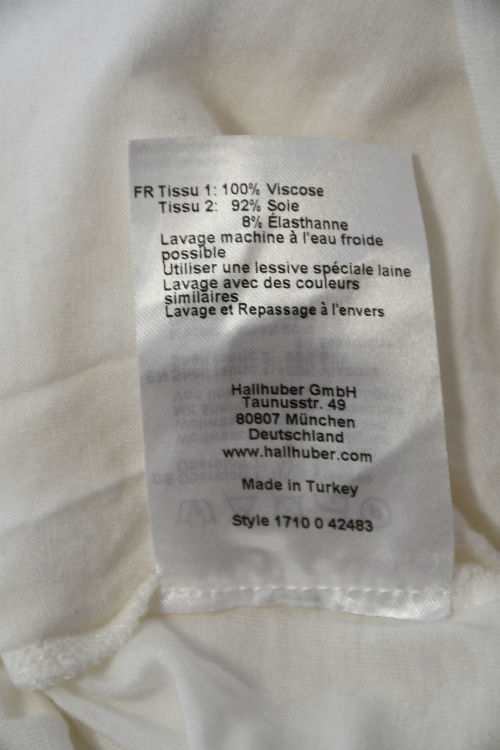 FR Tissu 1: 100% Viscose
Tissu 2: 92% Soie
8% Élasthanne
Lavage machine à l'eau froide
possible
Utiliser une lessive spéciale laine
Lavage avec des couleurs
similaires
Lavage et Repassage à l'envers
Hallhuber GmbH
Taunusstr. 49
80807 München
Deutschland
www.hallhuber.com
Made in Turkey
Style 1710 0 42483